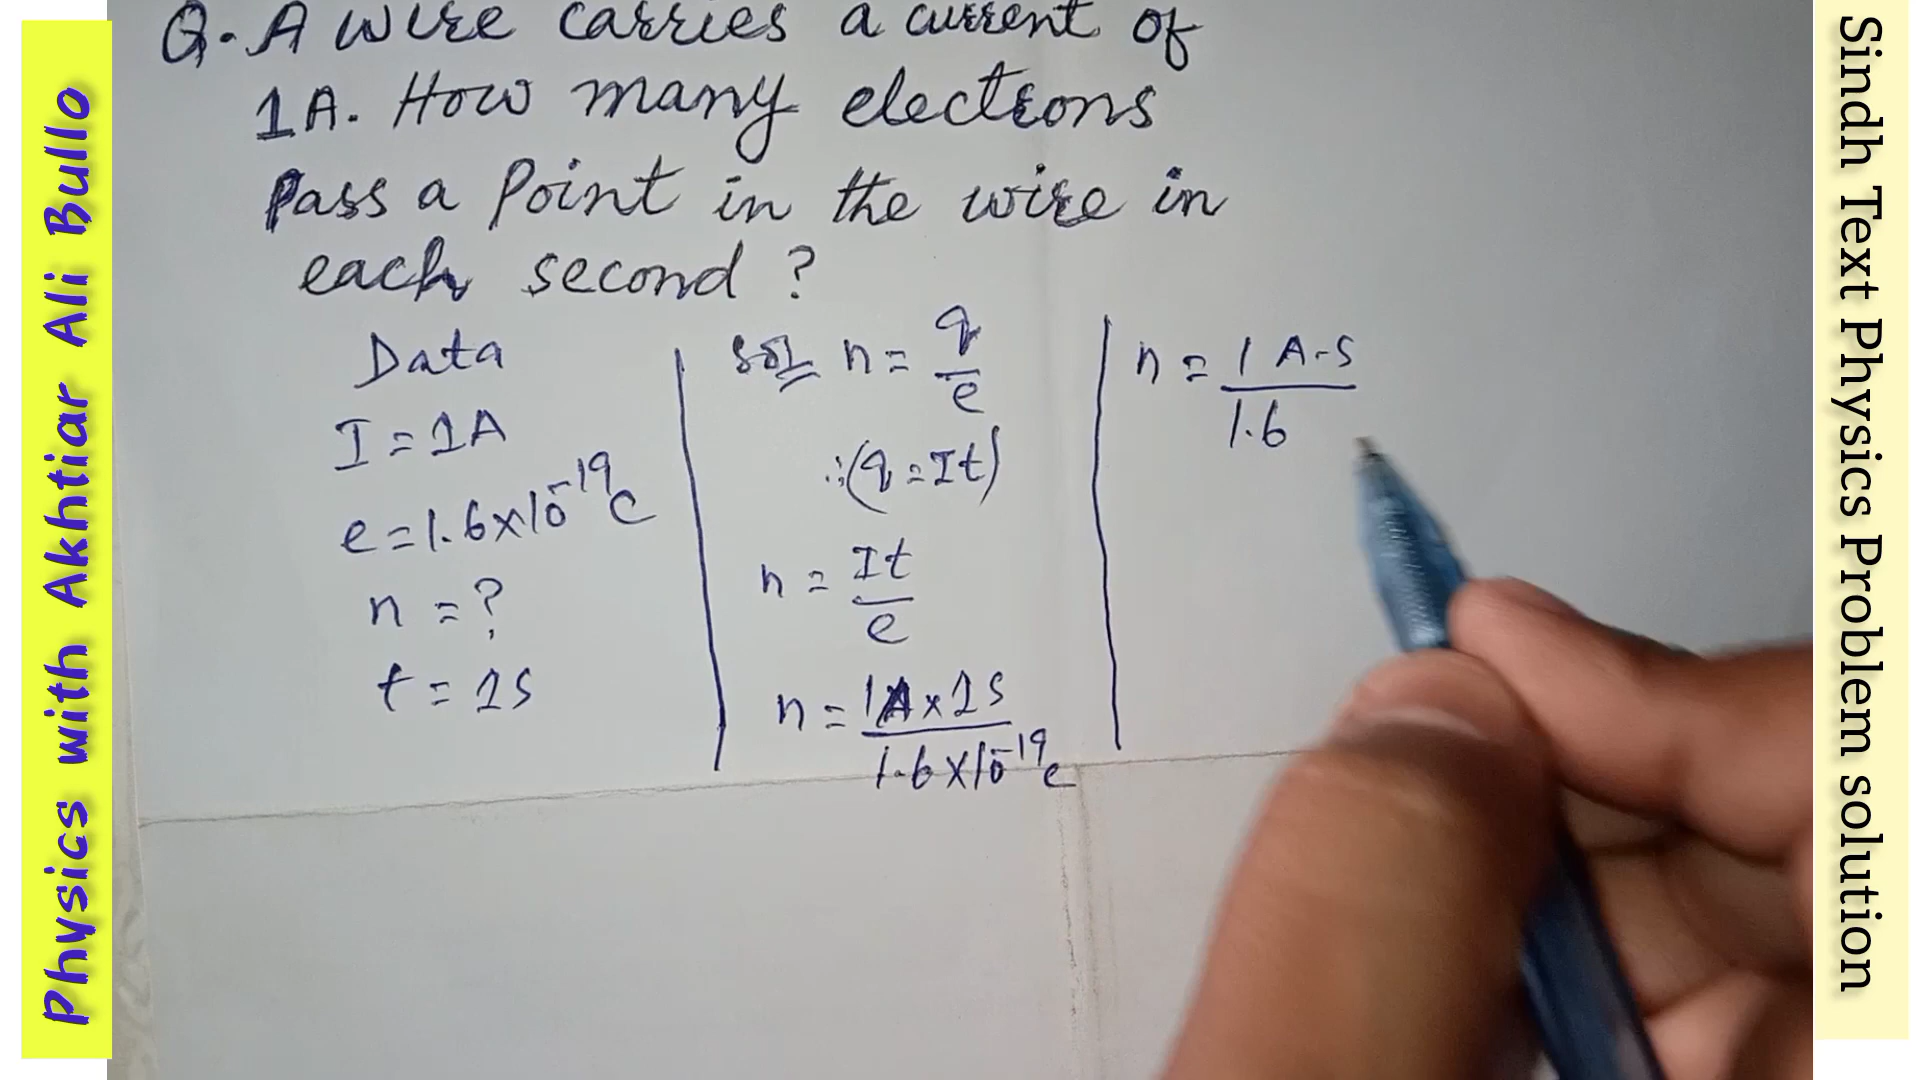 Physics with Akhtiar Ali Bullo
Q. A wire carries a current of
1A. How many electrons
Pass a Point in the wire in
each second ?
Data
I = 1A
e = 1.6×10⁻¹⁹C
n = ?
t = 1s
sol n = q/e
∴ (q = It)
n = It/e
n = 1A × 1s / 1.6×10⁻¹⁹c
n = 1 A-s / 1.6
Sindh Text Physics Problem solution